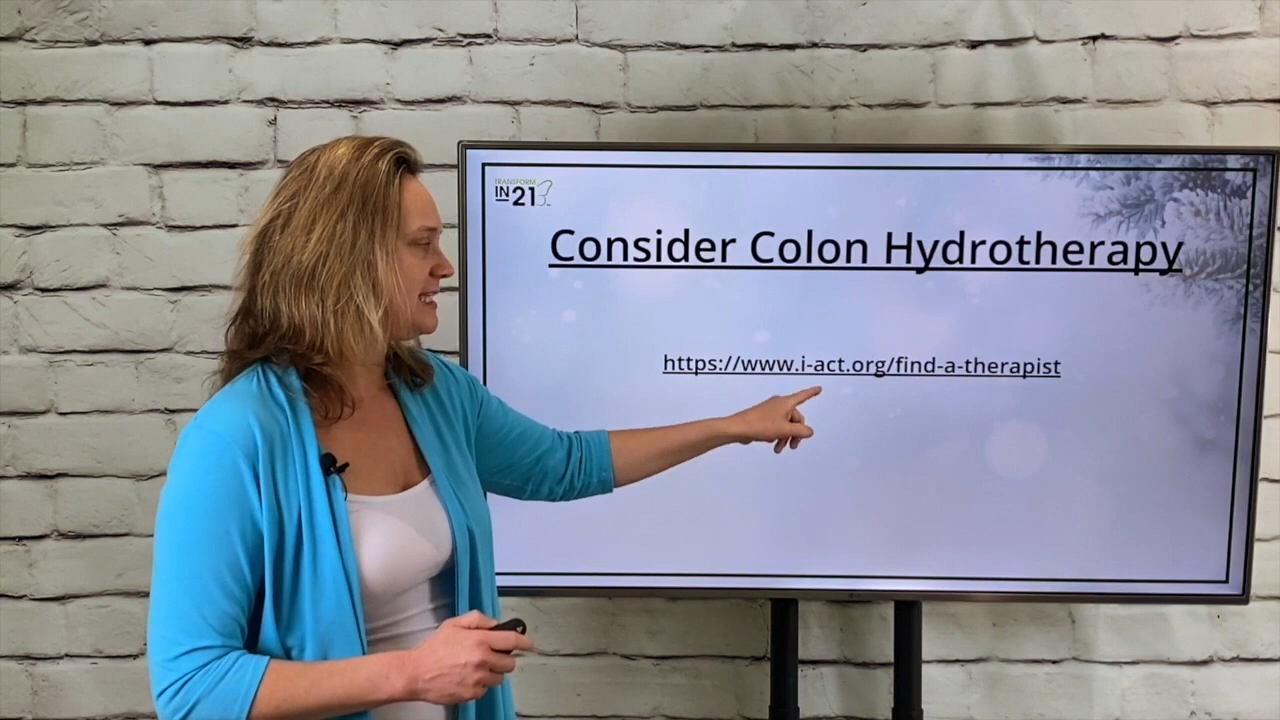 TRANSFORM
IN 21
Consider Colon Hydrotherapy
https://www.i-act.org/find-a-therapist